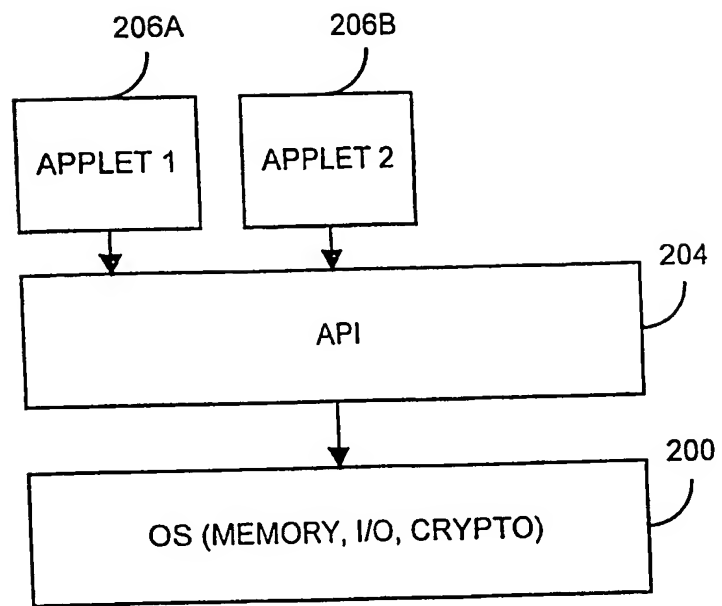 206A
206B
APPLET 1
APPLET 2
204
API
200
OS (MEMORY, I/O, CRYPTO)